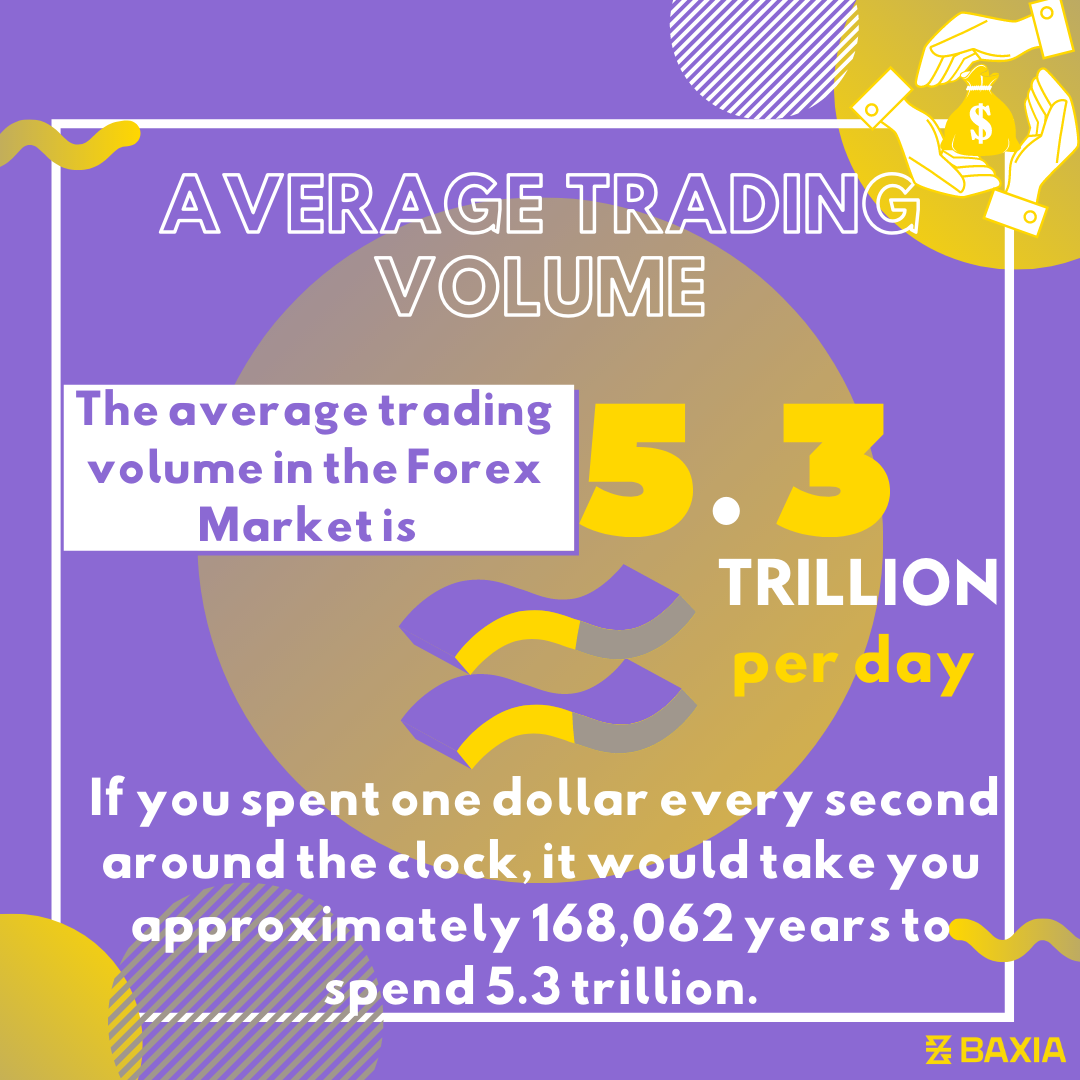 $
AVERAGE TRADING
VOLUME
The average trading
volume in the Forex
Market is
5.3
TRILLION
per day
If you spent one dollar every second
around the clock, it would take you
approximately 168,062 years to
spend 5.3 trillion.
BAXIA